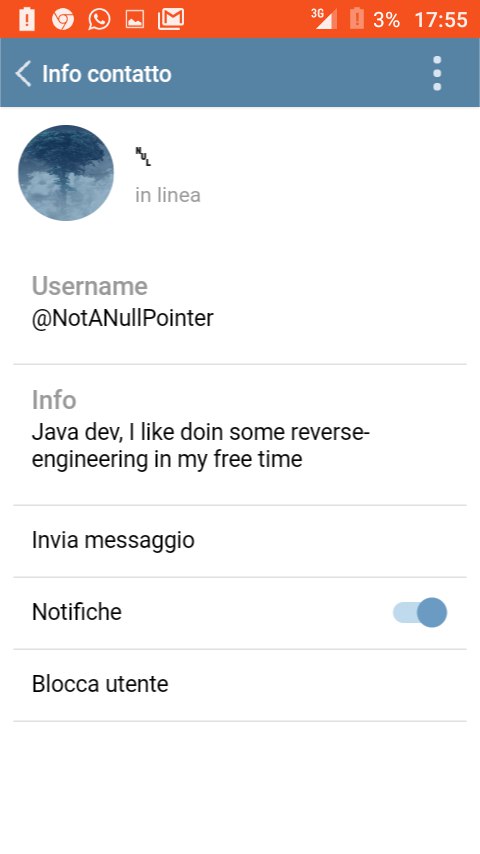 3G 3% 17:55
Info contatto
␀
in linea
Username
@NotANullPointer
Info
Java dev, I like doin some reverse-
engineering in my free time
Invia messaggio
Notifiche
Blocca utente